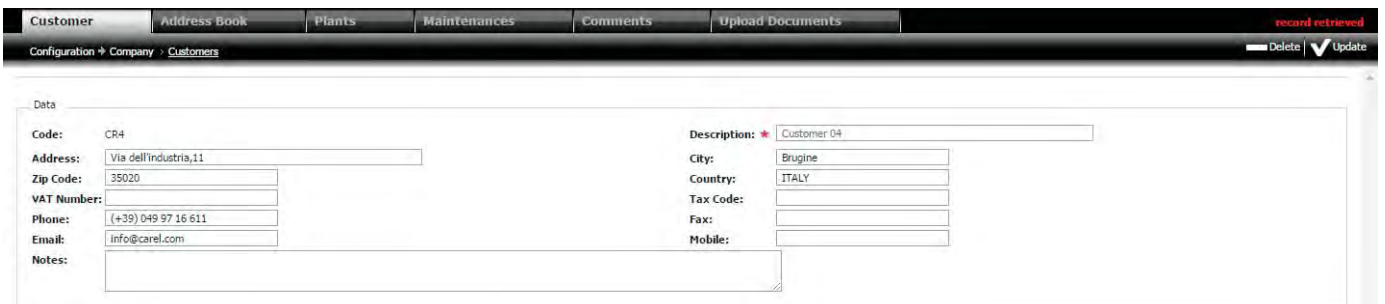 Customer Address Book Plants Maintenances Comments Upload Documents
record retrieved
Configuration → Company > Customers
Delete Update
Data
Code: CR4 Description: * Customer 04
Address: Via dell'industria,11 City: Brugine
Zip Code: 35020 Country: ITALY
VAT Number: Tax Code:
Phone: (+39) 049 97 16 611 Fax:
Email: info@carel.com Mobile:
Notes: